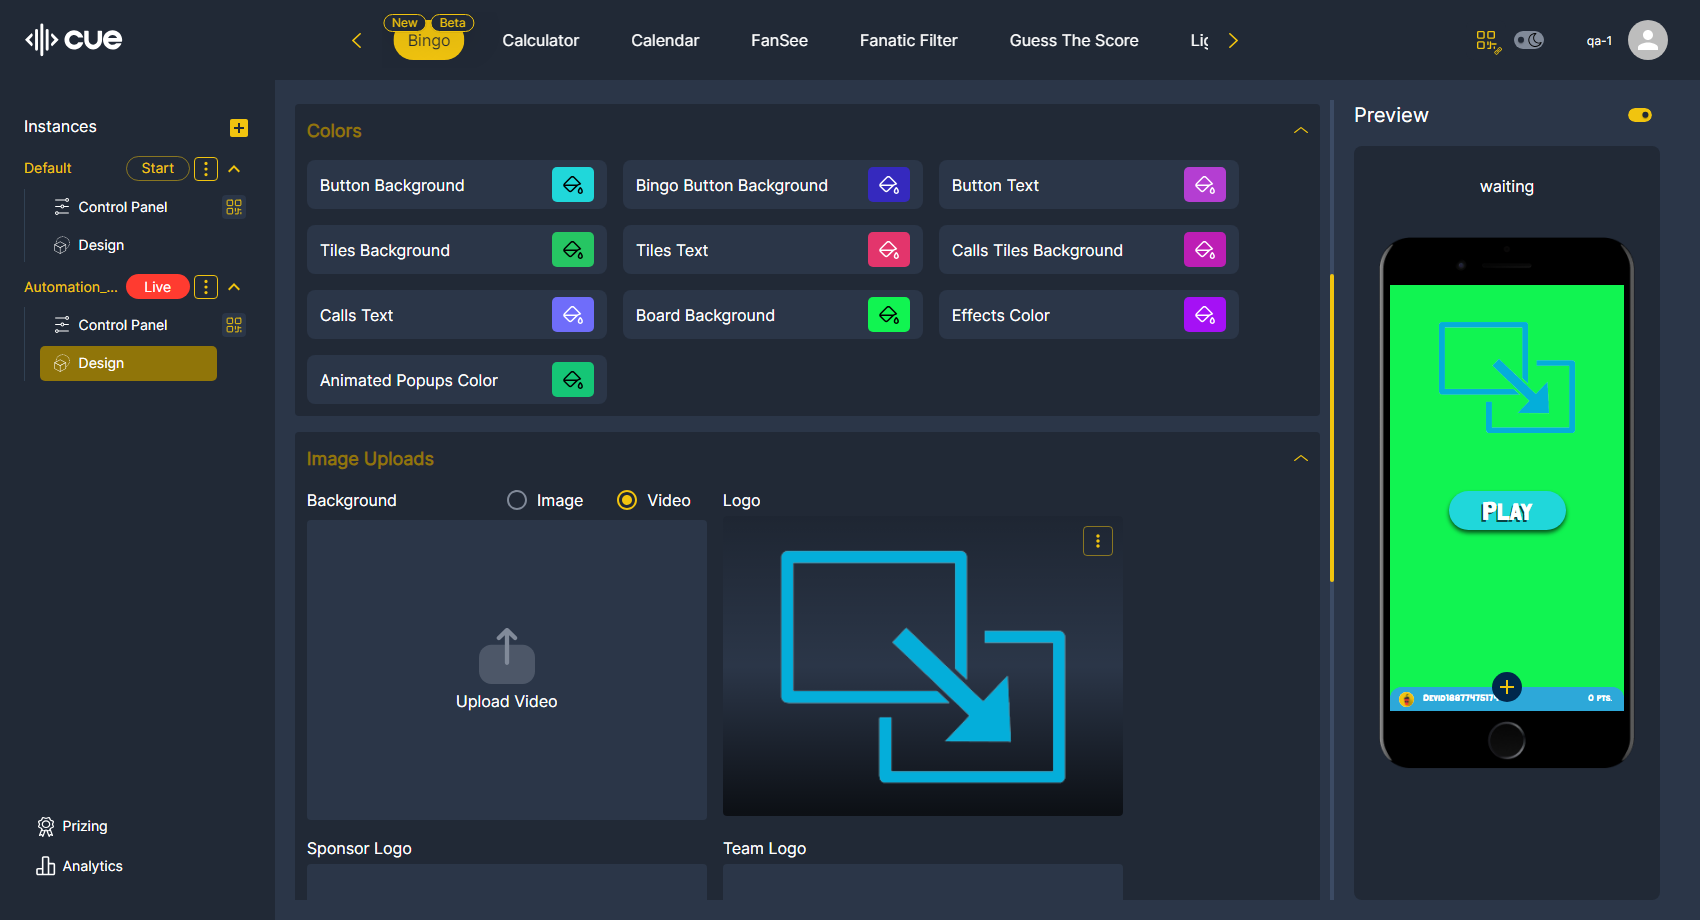 cue
New Beta
Bingo
Calculator
Calendar
FanSee
Fanatic Filter
Guess The Score
Lig
qa-1
Instances
Default
Start
Control Panel
Design
Automation_...
Live
Control Panel
Design
Prizing
Analytics
Colors
Button Background
Bingo Button Background
Button Text
Tiles Background
Tiles Text
Calls Tiles Background
Calls Text
Board Background
Effects Color
Animated Popups Color
Image Uploads
Background
Image
Video
Logo
Upload Video
Sponsor Logo
Team Logo
Preview
waiting
PLAY
0 PTS.